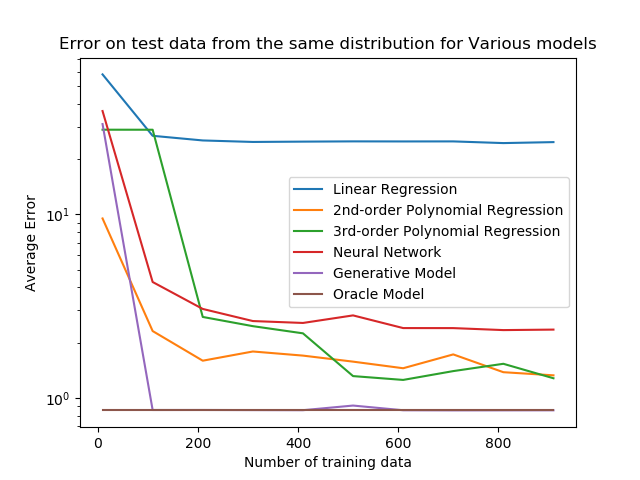 Error on test data from the same distribution for Various models
Average Error
10¹
10⁰
Linear Regression
2nd-order Polynomial Regression
3rd-order Polynomial Regression
Neural Network
Generative Model
Oracle Model
0 200 400 600 800
Number of training data